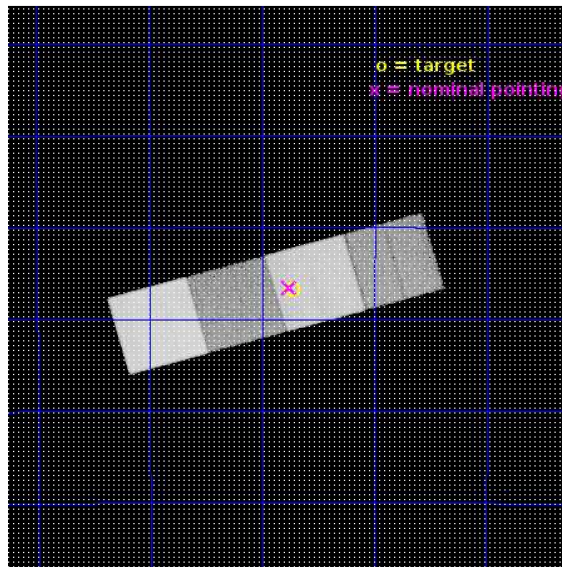 o = target
x = nominal pointing